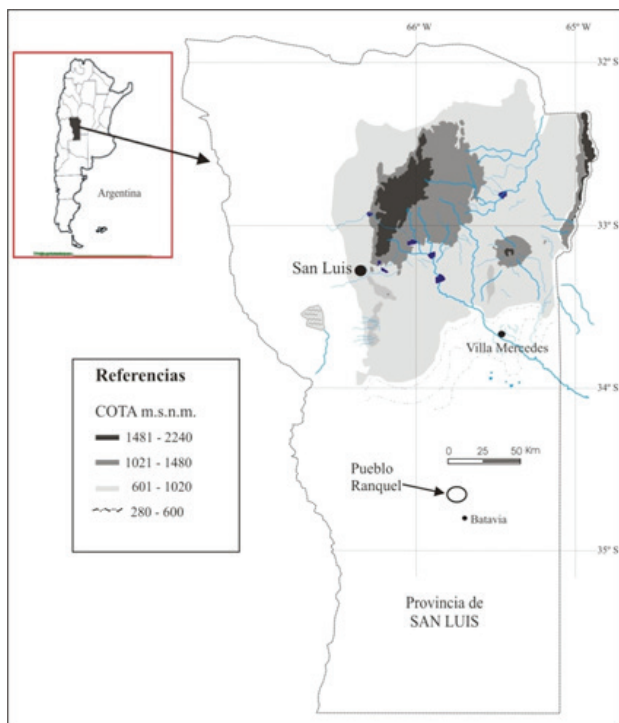 66° W
65° W
32° S
Argentina
33° S
San Luis
Villa Mercedes
34° S
Referencias
COTA m.s.n.m.
1481 - 2240
1021 - 1480
601 - 1020
280 - 600
0 25 50 Km
Pueblo
Ranquel
Batavia
35° S
Provincia de
SAN LUIS